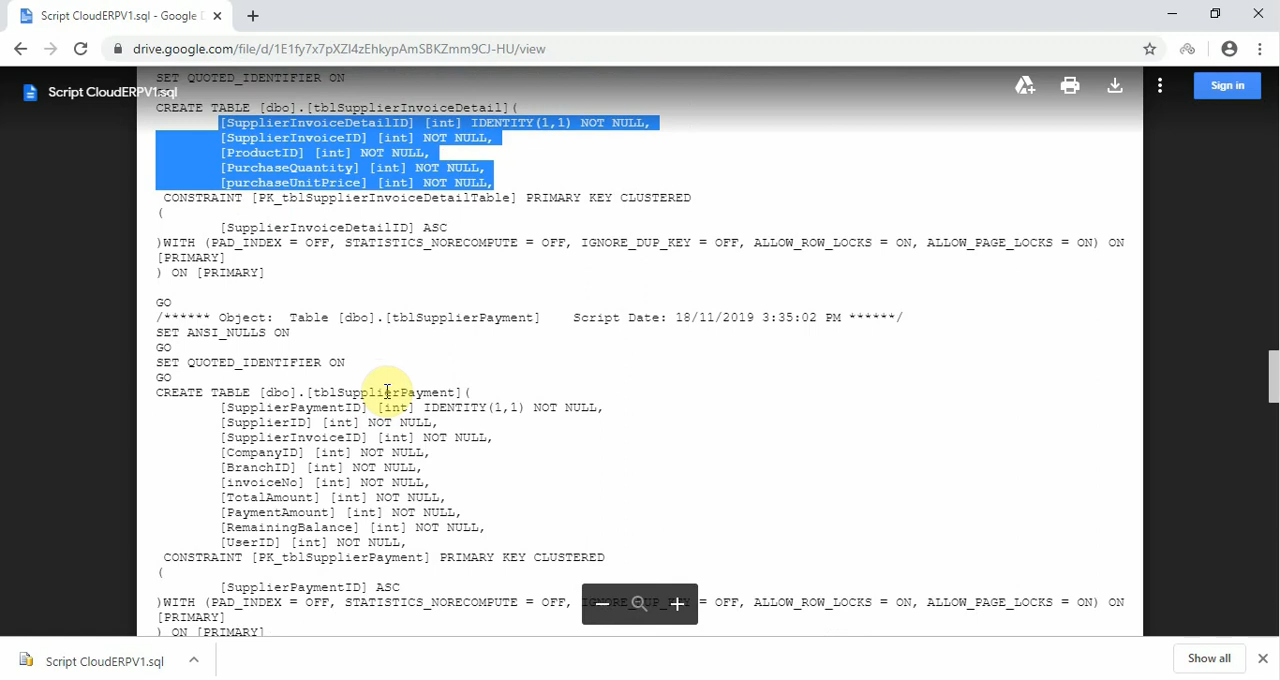 Script CloudERPV1.sql - Google
drive.google.com/file/d/1E1fy7x7pXZl4zEhkypAmSBKZmm9CJ-HU/view
SET QUOTED_IDENTIFIER ON
Script CloudERPV1.sql
Sign in
CREATE TABLE [dbo].[tblSupplierInvoiceDetail](
[SupplierInvoiceDetailID] [int] IDENTITY(1,1) NOT NULL,
[SupplierInvoiceID] [int] NOT NULL,
[ProductID] [int] NOT NULL,
[PurchaseQuantity] [int] NOT NULL,
[purchaseUnitPrice] [int] NOT NULL,
CONSTRAINT [PK_tblSupplierInvoiceDetailTable] PRIMARY KEY CLUSTERED
(
[SupplierInvoiceDetailID] ASC
)WITH (PAD_INDEX = OFF, STATISTICS_NORECOMPUTE = OFF, IGNORE_DUP_KEY = OFF, ALLOW_ROW_LOCKS = ON, ALLOW_PAGE_LOCKS = ON) ON
[PRIMARY]
) ON [PRIMARY]
GO
/****** Object: Table [dbo].[tblSupplierPayment] Script Date: 18/11/2019 3:35:02 PM ******/
SET ANSI_NULLS ON
GO
SET QUOTED_IDENTIFIER ON
GO
CREATE TABLE [dbo].[tblSupplierPayment](
[SupplierPaymentID] [int] IDENTITY(1,1) NOT NULL,
[SupplierID] [int] NOT NULL,
[SupplierInvoiceID] [int] NOT NULL,
[CompanyID] [int] NOT NULL,
[BranchID] [int] NOT NULL,
[invoiceNo] [int] NOT NULL,
[TotalAmount] [int] NOT NULL,
[PaymentAmount] [int] NOT NULL,
[RemainingBalance] [int] NOT NULL,
[UserID] [int] NOT NULL,
CONSTRAINT [PK_tblSupplierPayment] PRIMARY KEY CLUSTERED
(
[SupplierPaymentID] ASC
)WITH (PAD_INDEX = OFF, STATISTICS_NORECOMPUTE = OFF, IGNORE_DUP_KEY = OFF, ALLOW_ROW_LOCKS = ON, ALLOW_PAGE_LOCKS = ON) ON
[PRIMARY]
) ON [PRIMARY]
Script CloudERPV1.sql
Show all